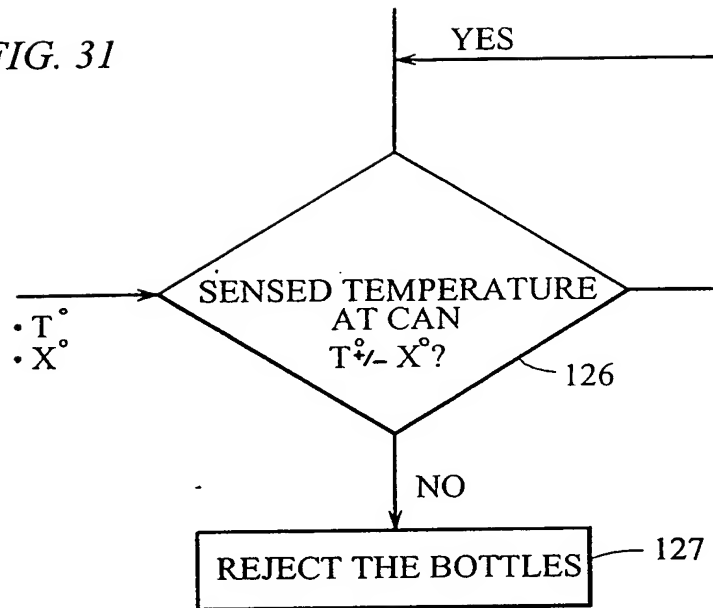 FIG. 31
YES
SENSED TEMPERATURE
AT CAN
T°+/- X°?
• T°
• X°
126
NO
REJECT THE BOTTLES
127